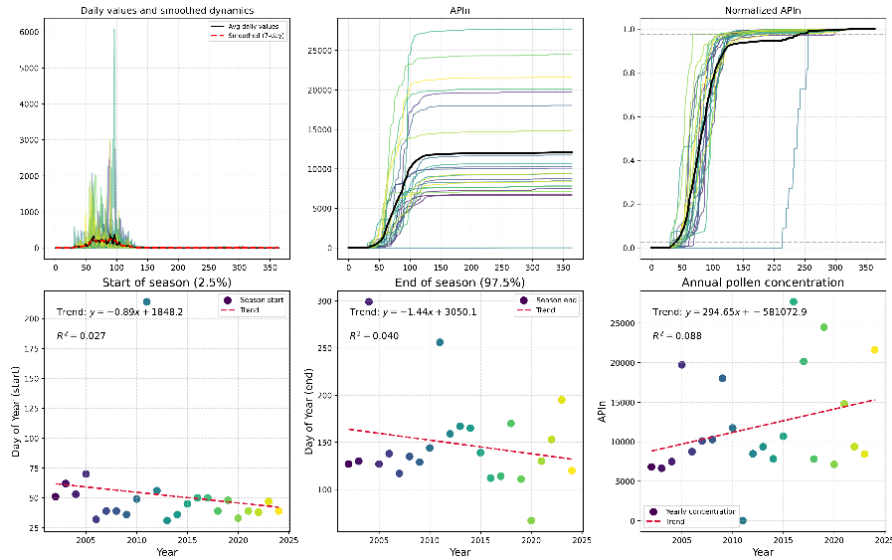 Daily values and smoothed dynamics
APIn
Normalized APIn
Avg daily values
Smoothed (7-day)
6000
5000
4000
3000
2000
1000
0
0 50 100 150 200 250 300 350
25000
20000
15000
10000
5000
0
0 50 100 150 200 250 300 350
1.0
0.8
0.6
0.4
0.2
0.0
0 50 100 150 200 250 300 350
Start of season (2.5%)
End of season (97.5%)
Annual pollen concentration
Trend: y=−0.89x+1848.2
R² = 0.027
Season start
Trend
200
175
150
125
100
75
50
25
Day of Year (start)
2005 2010 2015 2020 2025
Year
Trend: y=−1.44x+3050.1
R² = 0.040
Season end
Trend
300
250
200
150
100
Day of Year (end)
2005 2010 2015 2020 2025
Year
Trend: y=294.65x+ −581072.9
R² = 0.088
Yearly concentration
Trend
25000
20000
15000
10000
5000
0
APIn
2005 2010 2015 2020 2025
Year